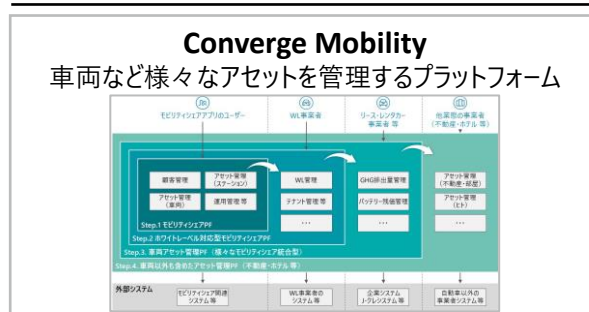 Converge Mobility
車両など様々なアセットを管理するプラットフォーム
モビリティシェアアプリのユーザー
WL事業者
リース・レンタカー
事業者 等
他業態の事業者
(不動産・ホテル 等)
顧客管理
アセット管理
(ステーション)
アセット管理
(車両)
運用管理 等
WL管理
テナント管理 等
...
GHG排出量管理
バッテリー残価管理
...
アセット管理
(不動産・部屋)
アセット管理
(ヒト)
...
Step.1 モビリティシェアPF
Step.2 ホワイトレーベル対応型モビリティシェアPF
Step.3. 車両アセット管理PF (様々なモビリティシェア統合型)
Step.4. 車両以外も含めたアセット管理PF (不動産・ホテル 等)
外部システム
モビリティシェア関連
システム 等
WL事業者の
システム 等
企業システム
J-クレシステム 等
自動車以外の
事業者システム 等